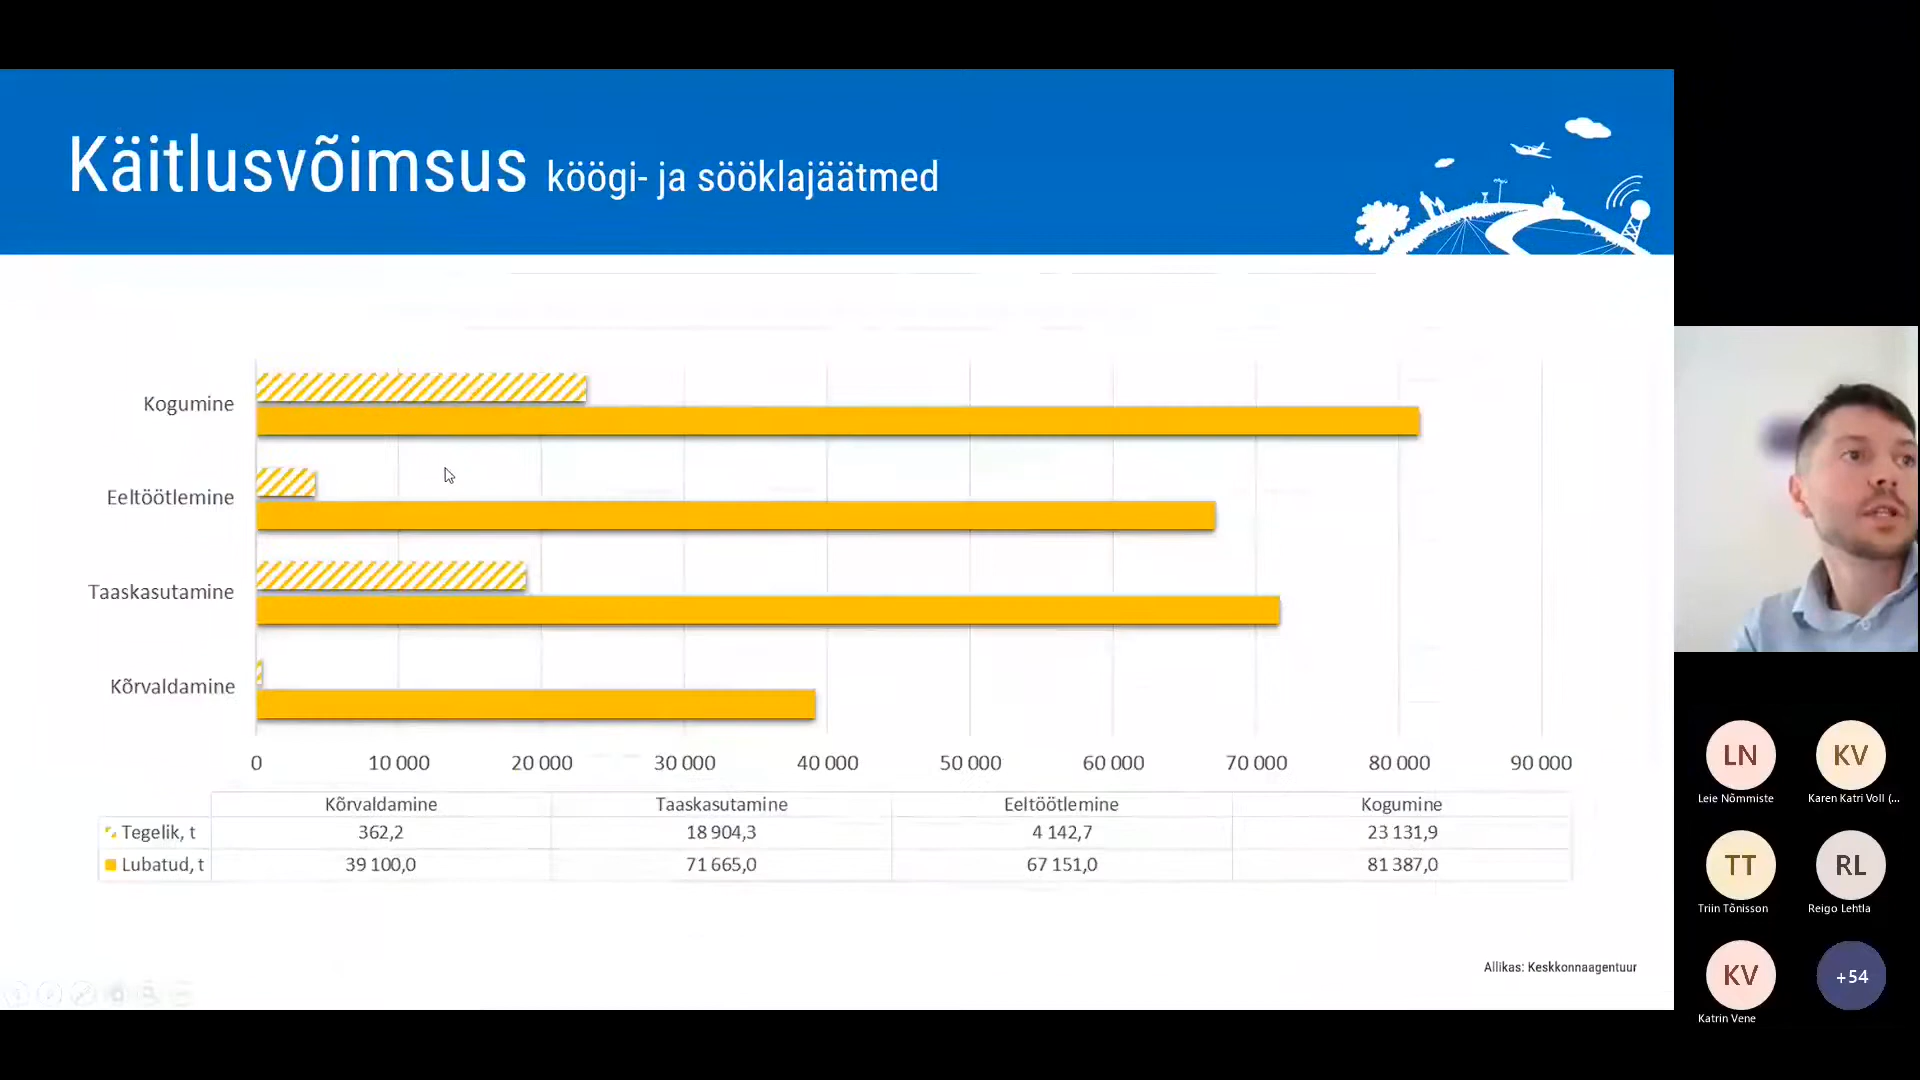 Käitlusvõimsus köögi- ja sööklajäätmed
Kogumine
Eeltöötlemine
Taaskasutamine
Kõrvaldamine
0 10 000 20 000 30 000 40 000 50 000 60 000 70 000 80 000 90 000
Kõrvaldamine Taaskasutamine Eeltöötlemine Kogumine
Tegelik, t 362,2 18 904,3 4 142,7 23 131,9
Lubatud, t 39 100,0 71 665,0 67 151,0 81 387,0
Allikas: Keskkonnaagentuur
LN KV
Leie Nõmmiste Karen Katri Voll (...
TT RL
Triin Tõnisson Reigo Lehtla
KV +54
Katrin Vene